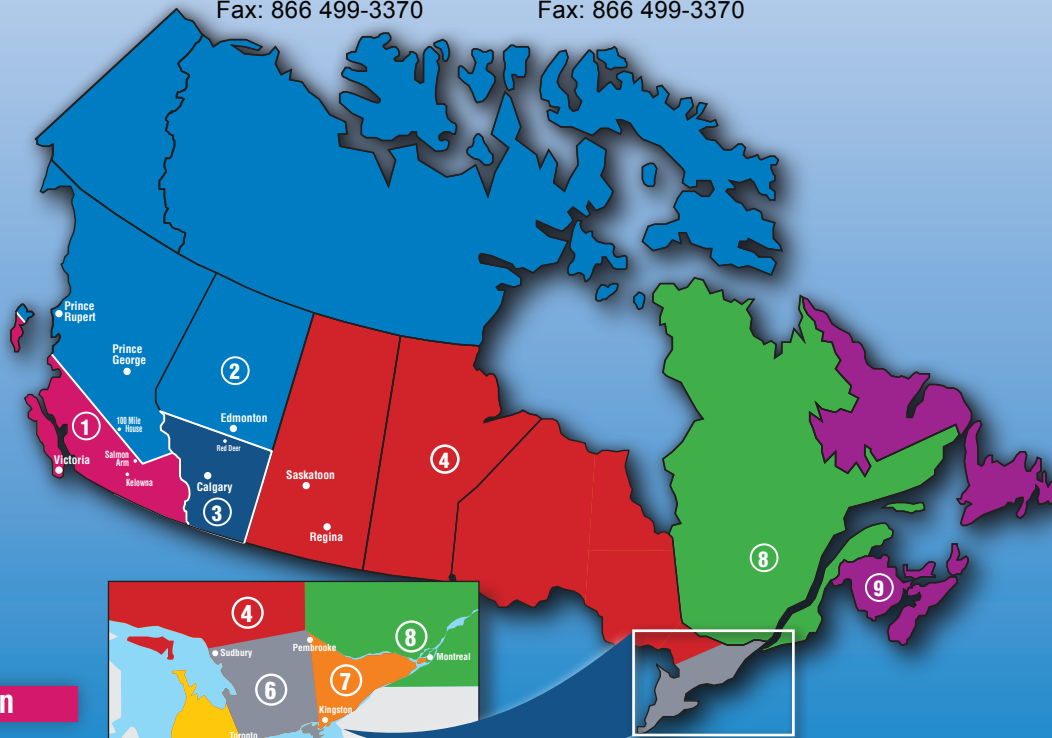 Fax: 866 499-3370
Fax: 866 499-3370
Prince
Rupert
Prince
George
2
1
100 Mile
House
Edmonton
Red Deer
Salmon
Arm
Victoria
Kelowna
Calgary
3
Saskatoon
4
Regina
8
9
4
Sudbury
Pembrooke
8
Montreal
6
7
Kingston
Toronto
n